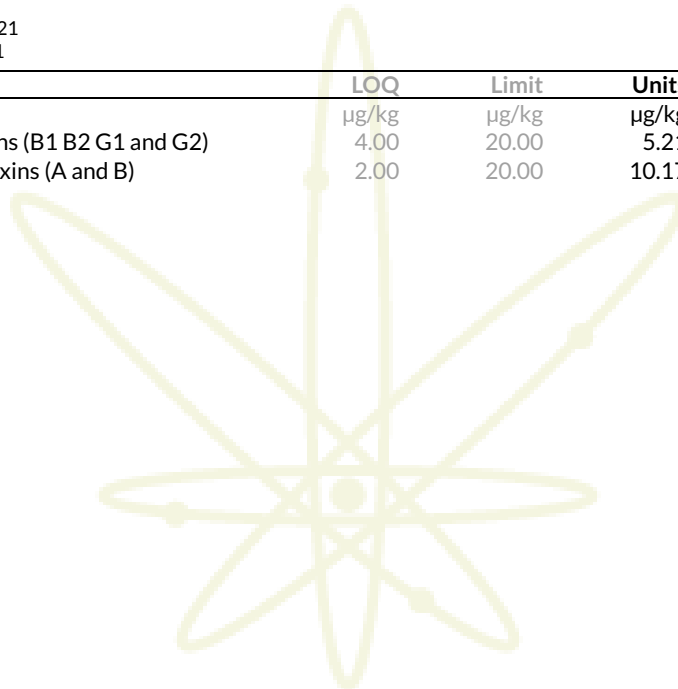 21
1
LOQ Limit Unit
µg/kg µg/kg µg/kg
ns (B1 B2 G1 and G2) 4.00 20.00 5.21
xins (A and B) 2.00 20.00 10.17